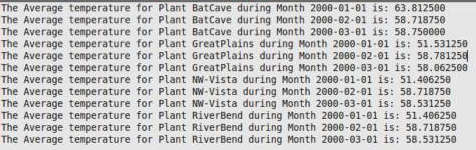 The Average temperature for Plant BatCave during Month 2000-01-01 is: 63.812500
The Average temperature for Plant BatCave during Month 2000-02-01 is: 58.718750
The Average temperature for Plant BatCave during Month 2000-03-01 is: 58.750000
The Average temperature for Plant GreatPlains during Month 2000-01-01 is: 51.531250
The Average temperature for Plant GreatPlains during Month 2000-02-01 is: 58.781250
The Average temperature for Plant GreatPlains during Month 2000-03-01 is: 58.062500
The Average temperature for Plant NW-Vista during Month 2000-01-01 is: 51.406250
The Average temperature for Plant NW-Vista during Month 2000-02-01 is: 58.718750
The Average temperature for Plant NW-Vista during Month 2000-03-01 is: 58.531250
The Average temperature for Plant RiverBend during Month 2000-01-01 is: 51.406250
The Average temperature for Plant RiverBend during Month 2000-02-01 is: 58.718750
The Average temperature for Plant RiverBend during Month 2000-03-01 is: 58.531250